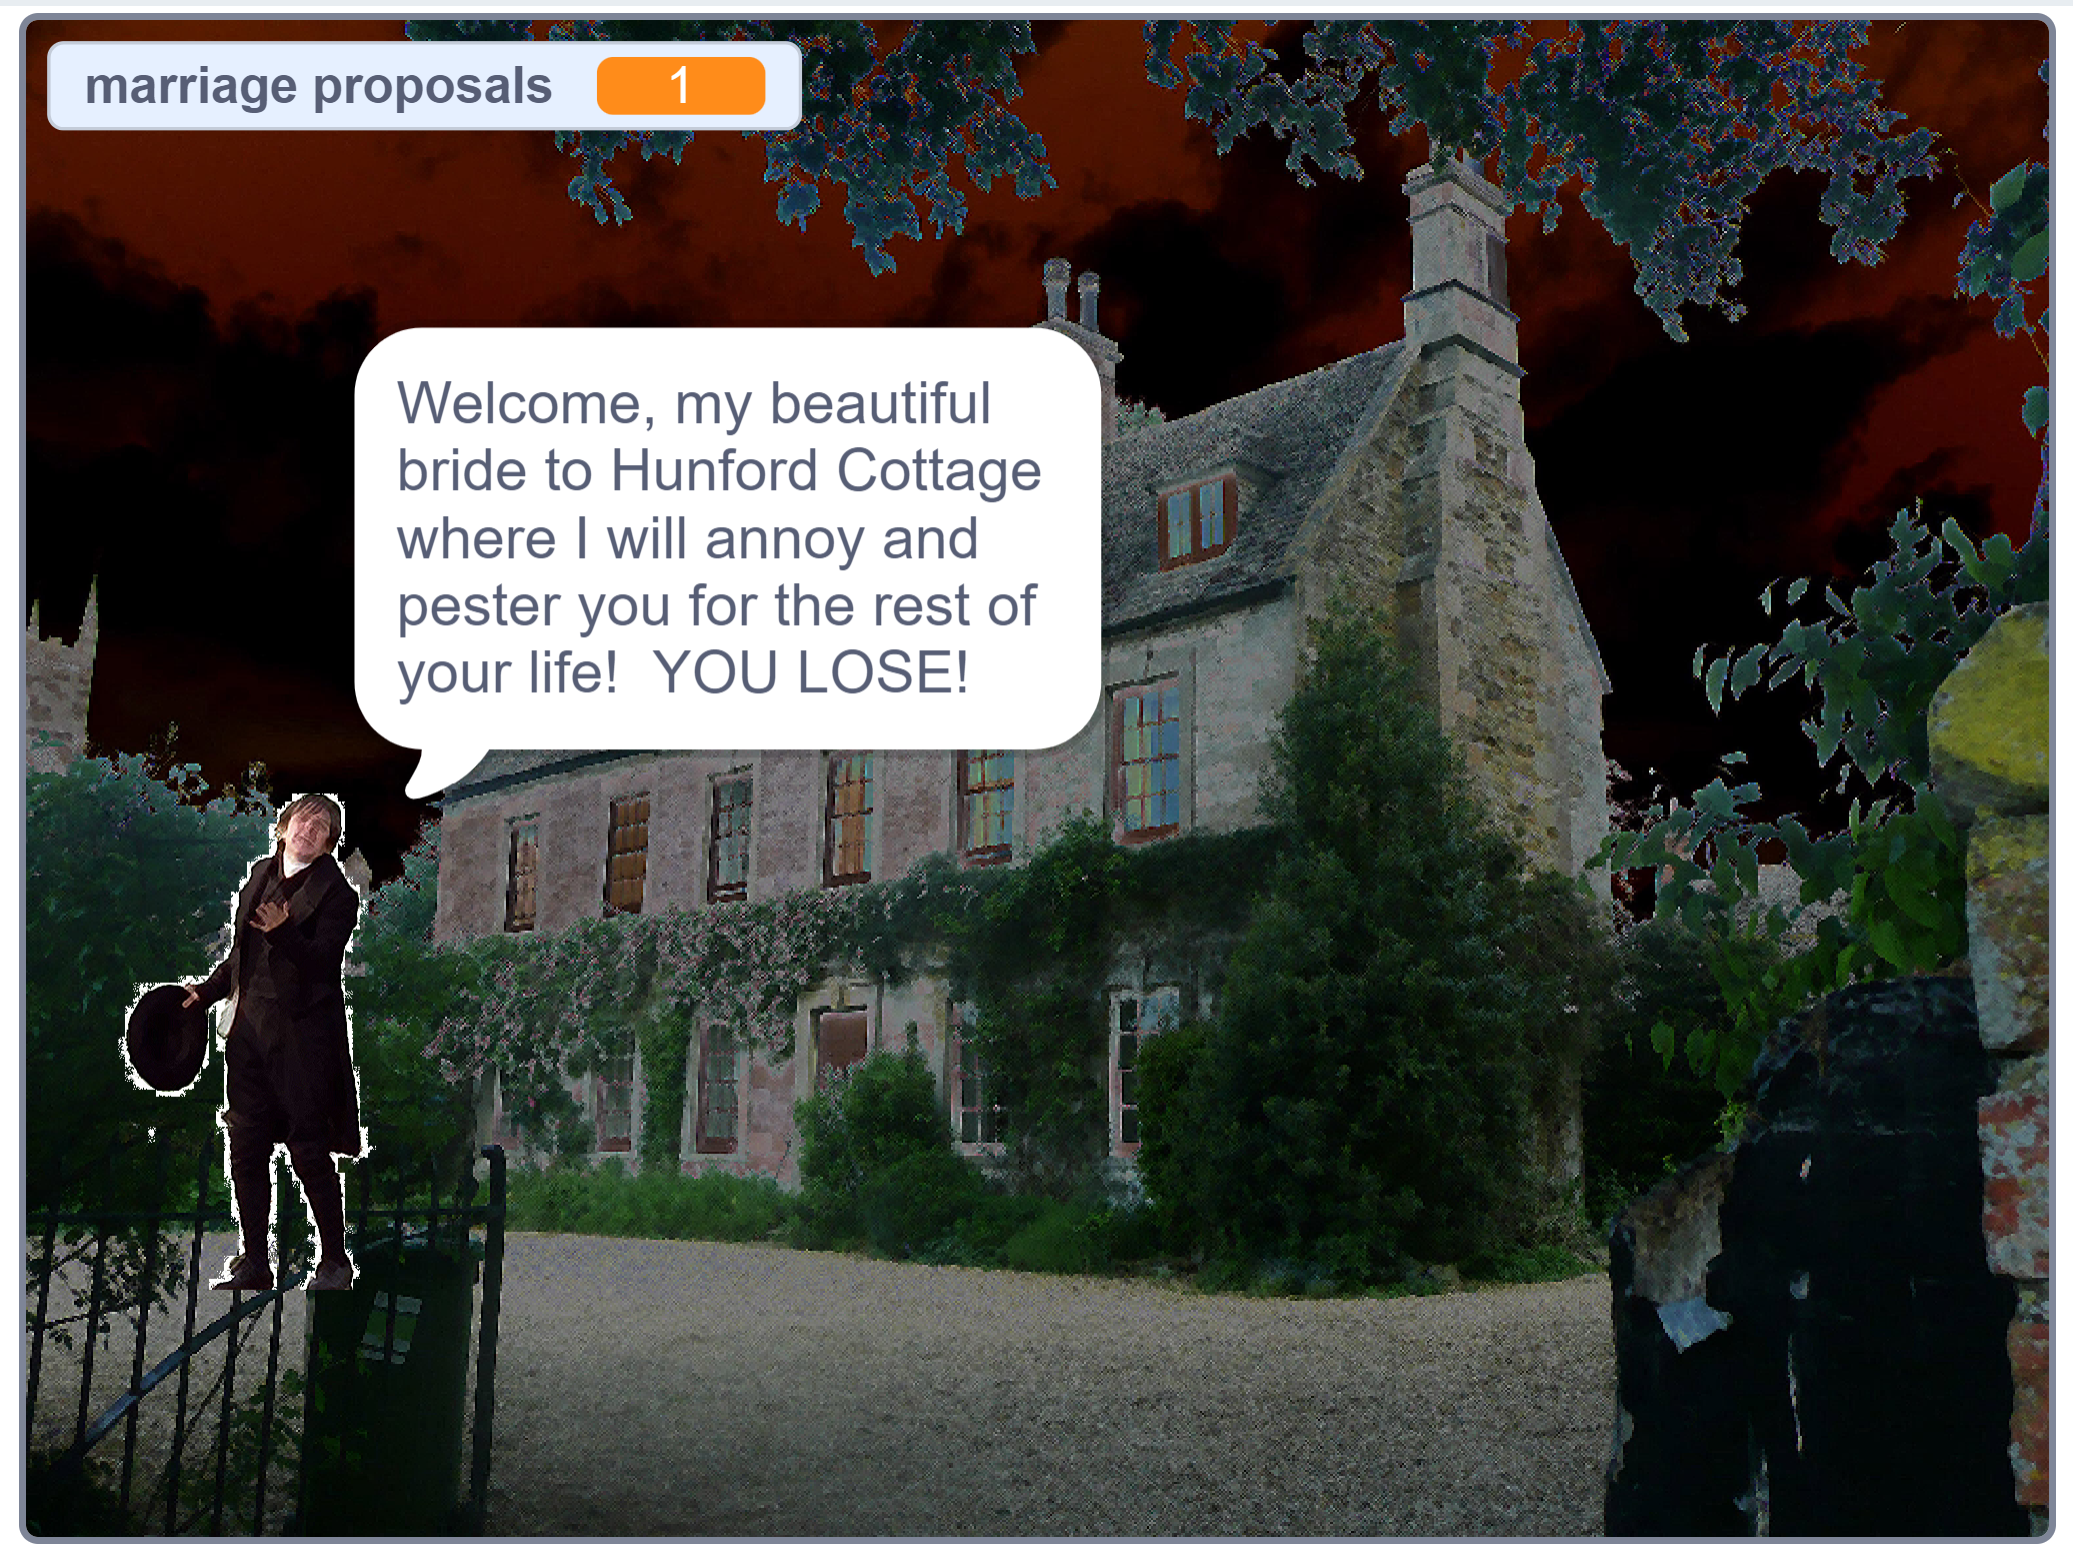 marriage proposals 1
Welcome, my beautiful
bride to Hunford Cottage
where I will annoy and
pester you for the rest of
your life!  YOU LOSE!